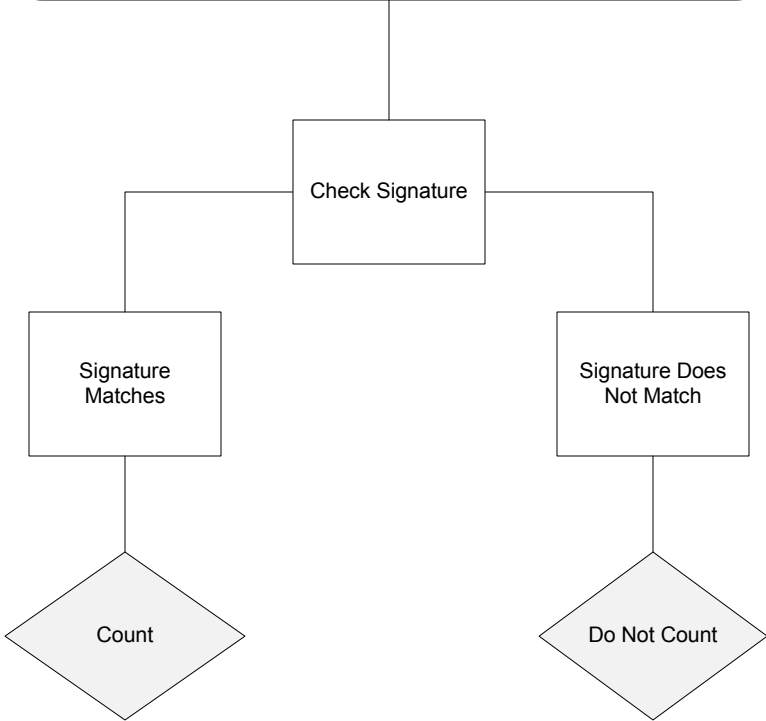 Check Signature
Signature
Matches
Signature Does
Not Match
Count
Do Not Count